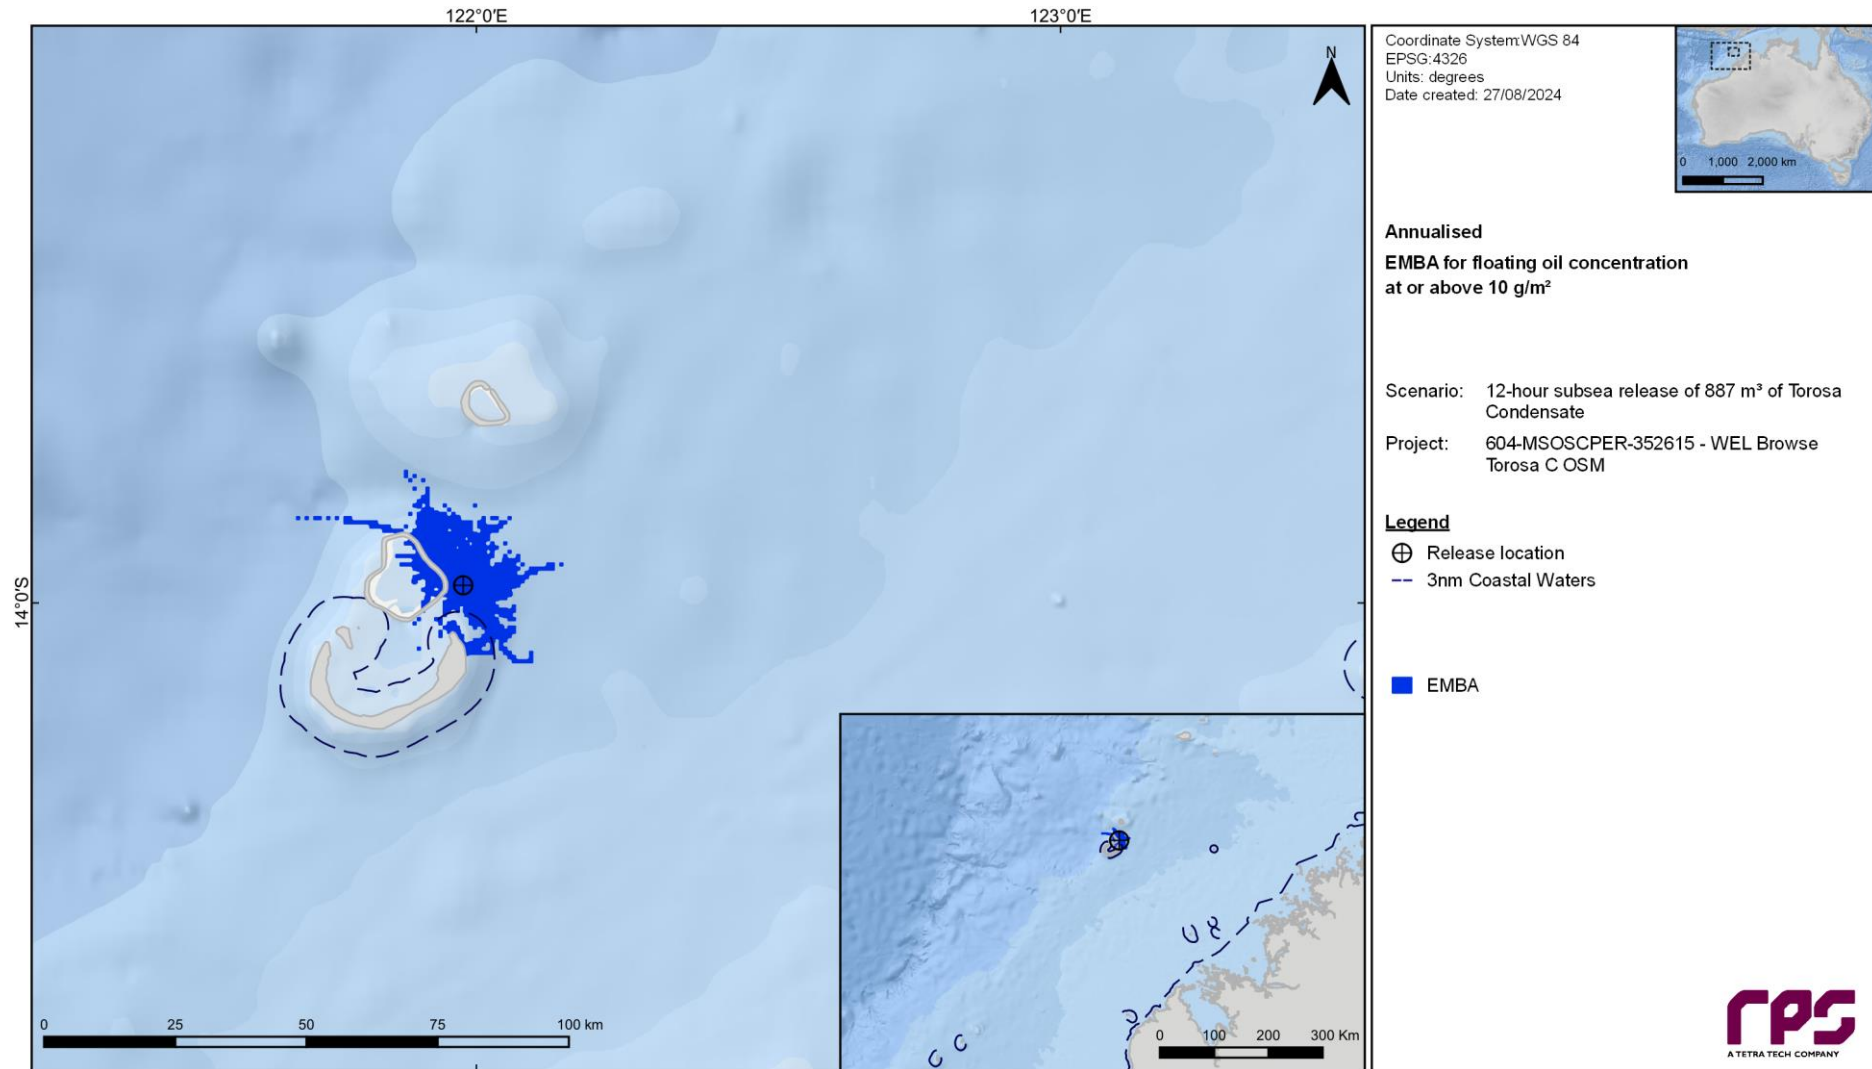 122°0'E
123°0'E
14°0'S
N
0 25 50 75 100 km
0 100 200 300 Km
Coordinate System:WGS 84
EPSG:4326
Units: degrees
Date created: 27/08/2024
0 1,000 2,000 km
Annualised
EMBA for floating oil concentration
at or above 10 g/m²
Scenario: 12-hour subsea release of 887 m³ of Torosa
Condensate
Project: 604-MSOSCPER-352615 - WEL Browse
Torosa C OSM
Legend
Release location
3nm Coastal Waters
EMBA
rps
A TETRA TECH COMPANY